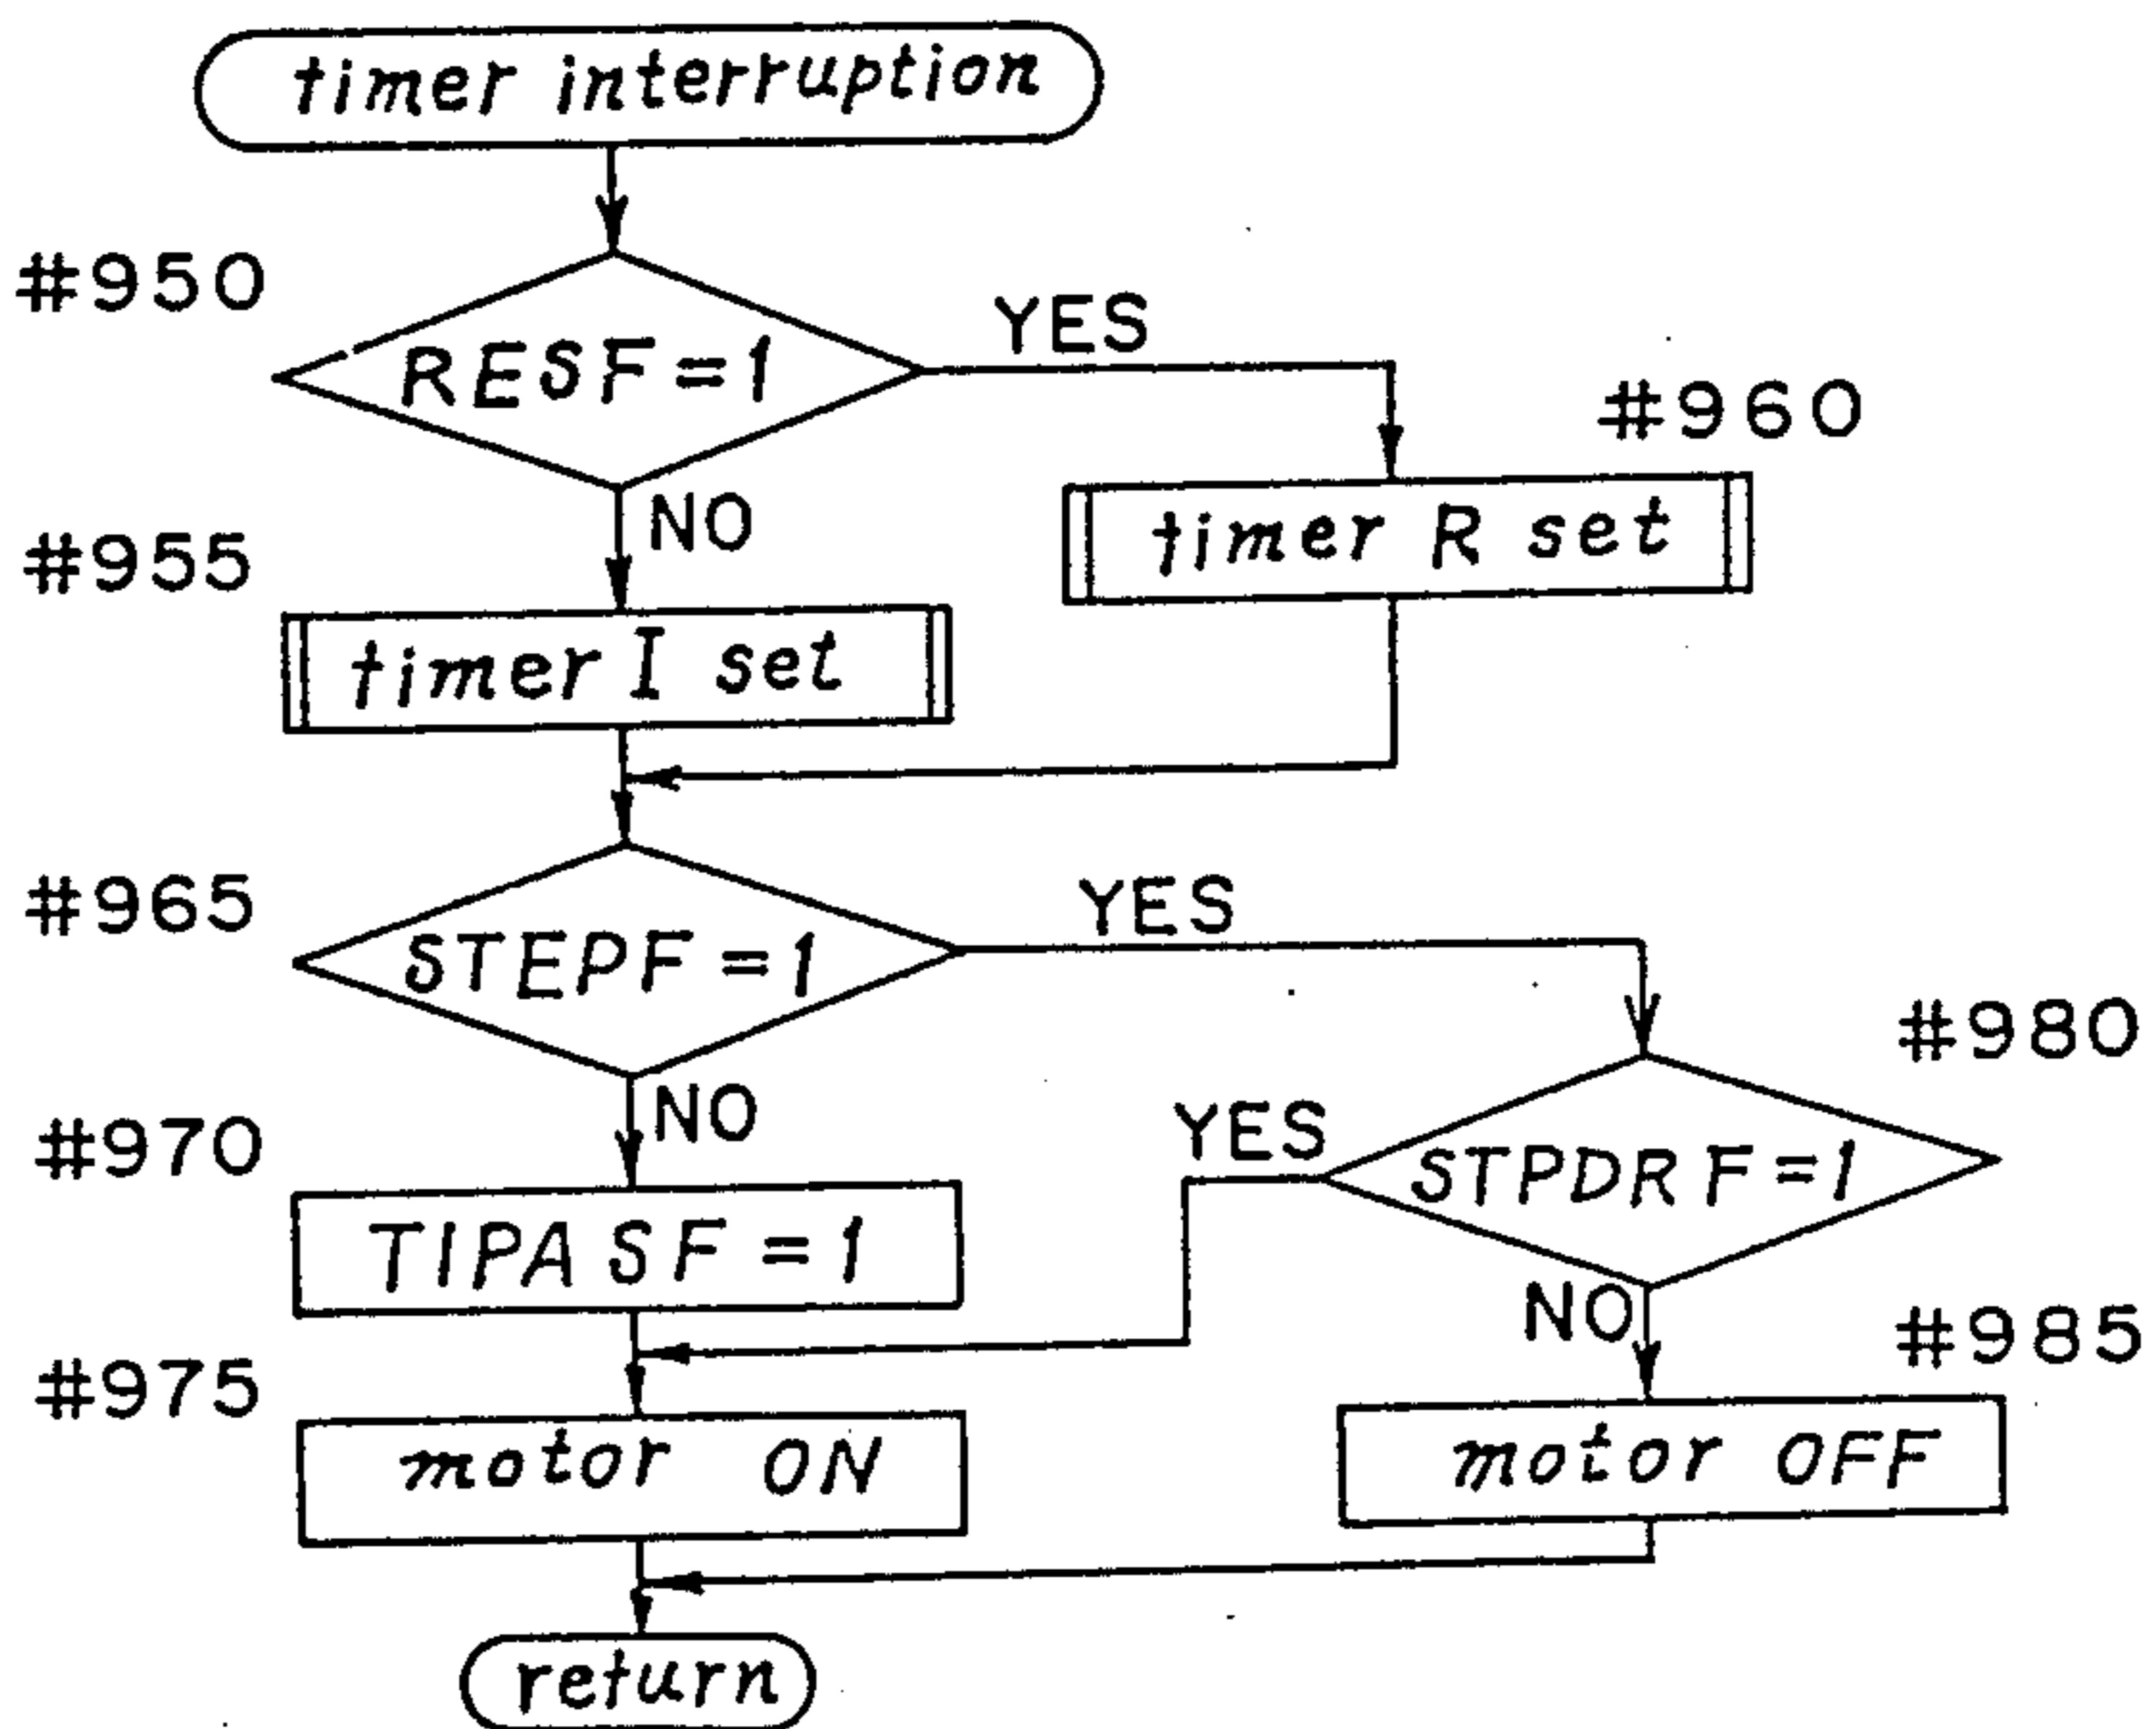 timer interruption
#950
RESF=1
YES
#960
NO
timer R set
#955
timer I set
#965
STEPF=1
YES
#980
NO
#970
YES
STPDRF=1
TIPASF=1
NO
#985
#975
motor ON
motor OFF
return